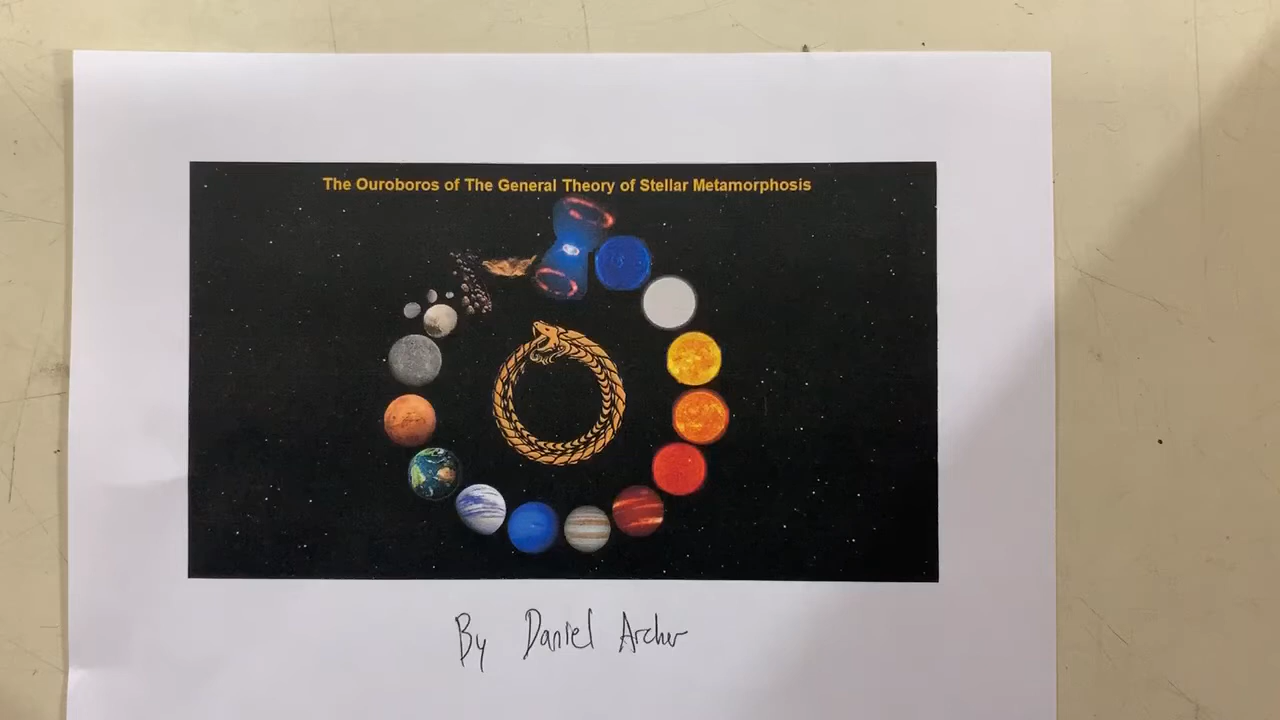 The Ouroboros of The General Theory of Stellar Metamorphosis
By Daniel Archer